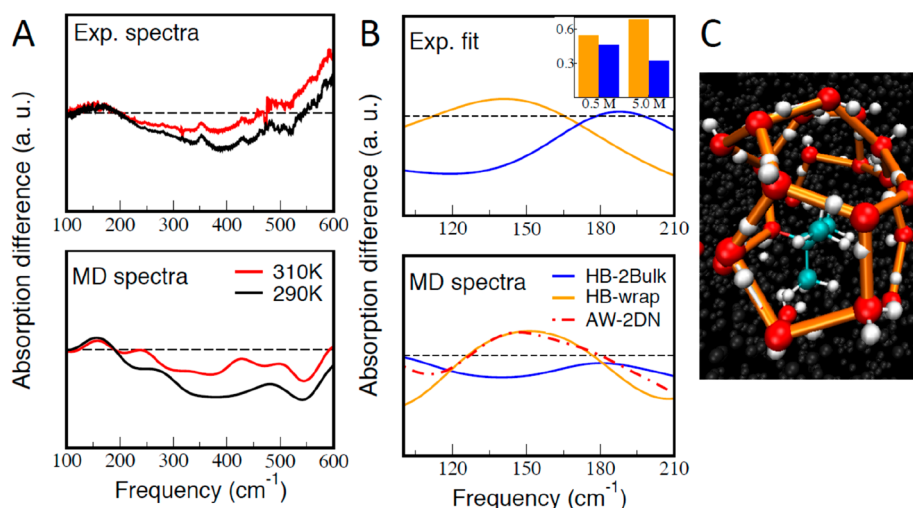 A
Exp. spectra
100 200 300 400 500 600
Absorption difference (a. u.)
MD spectra
310K
290K
100 200 300 400 500 600
Frequency (cm-1)
B
Exp. fit
0.6
0.3
0.5 M 5.0 M
120 150 180 210
Absorption difference (a. u.)
MD spectra
HB-2Bulk
HB-wrap
AW-2DN
120 150 180 210
Frequency (cm-1)
C